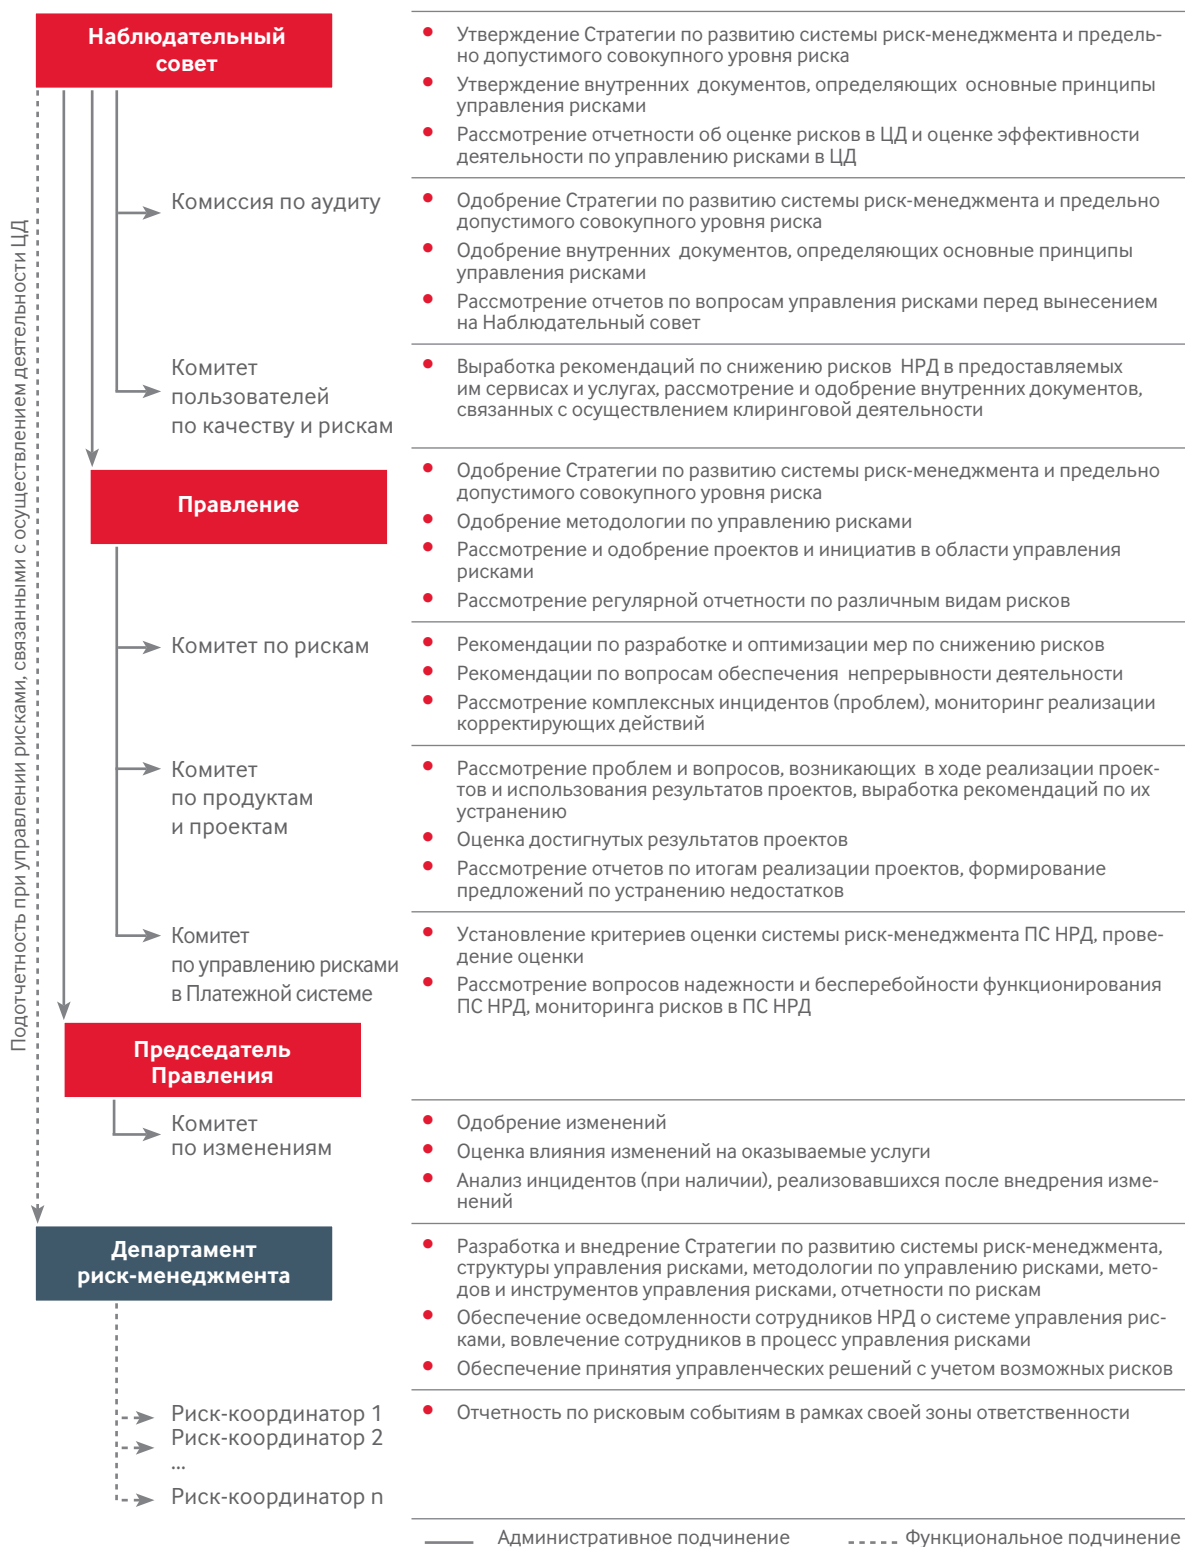 Наблюдательный
совет
Утверждение Стратегии по развитию системы риск-менеджмента и предель-
но допустимого совокупного уровня риска
Утверждение внутренних документов, определяющих основные принципы
управления рисками
Рассмотрение отчетности об оценке рисков в ЦД и оценке эффективности
деятельности по управлению рисками в ЦД
Подотчетность при управлении рисками, связанными с осуществлением деятельности ЦД
Комиссия по аудиту
Одобрение Стратегии по развитию системы риск-менеджмента и предельно
допустимого совокупного уровня риска
Одобрение внутренних документов, определяющих основные принципы
управления рисками
Рассмотрение отчетов по вопросам управления рисками перед вынесением
на Наблюдательный совет
Комитет
пользователей
по качеству и рискам
Выработка рекомендаций по снижению рисков НРД в предоставляемых
им сервисах и услугах, рассмотрение и одобрение внутренних документов,
связанных с осуществлением клиринговой деятельности
Правление
Одобрение Стратегии по развитию системы риск-менеджмента и предельно
допустимого совокупного уровня риска
Одобрение методологии по управлению рисками
Рассмотрение и одобрение проектов и инициатив в области управления
рисками
Рассмотрение регулярной отчетности по различным видам рисков
Комитет по рискам
Рекомендации по разработке и оптимизации мер по снижению рисков
Рекомендации по вопросам обеспечения непрерывности деятельности
Рассмотрение комплексных инцидентов (проблем), мониторинг реализации
корректирующих действий
Комитет
по продуктам
и проектам
Рассмотрение проблем и вопросов, возникающих в ходе реализации проек-
тов и использования результатов проектов, выработка рекомендаций по их
устранению
Оценка достигнутых результатов проектов
Рассмотрение отчетов по итогам реализации проектов, формирование
предложений по устранению недостатков
Комитет
по управлению рисками
в Платежной системе
Установление критериев оценки системы риск-менеджмента ПС НРД, прове-
дение оценки
Рассмотрение вопросов надежности и бесперебойности функционирования
ПС НРД, мониторинга рисков в ПС НРД
Председатель
Правления
Комитет
по изменениям
Одобрение изменений
Оценка влияния изменений на оказываемые услуги
Анализ инцидентов (при наличии), реализовавшихся после внедрения изме-
нений
Департамент
риск-менеджмента
Разработка и внедрение Стратегии по развитию системы риск-менеджмента,
структуры управления рисками, методологии по управлению рисками, мето-
дов и инструментов управления рисками, отчетности по рискам
Обеспечение осведомленности сотрудников НРД о системе управления рис-
ками, вовлечение сотрудников в процесс управления рисками
Обеспечение принятия управленческих решений с учетом возможных рисков
Риск-координатор 1
Риск-координатор 2
...
Риск-координатор n
Отчетность по рисковым событиям в рамках своей зоны ответственности
Административное подчинение
Функциональное подчинение